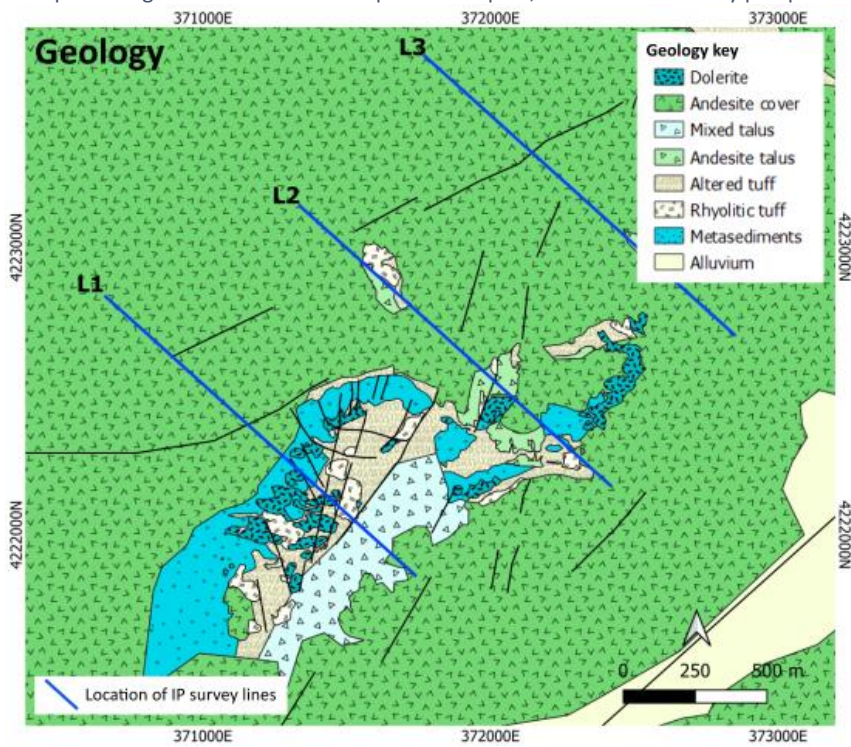 371000E
372000E
373000E
Geology
L3
Geology key
Dolerite
Andesite cover
Mixed talus
Andesite talus
Altered tuff
Rhyolitic tuff
Metasediments
Alluvium
L2
4223000N
4223000N
L1
4222000N
4222000N
0 250 500 m
Location of IP survey lines
371000E
372000E
373000E